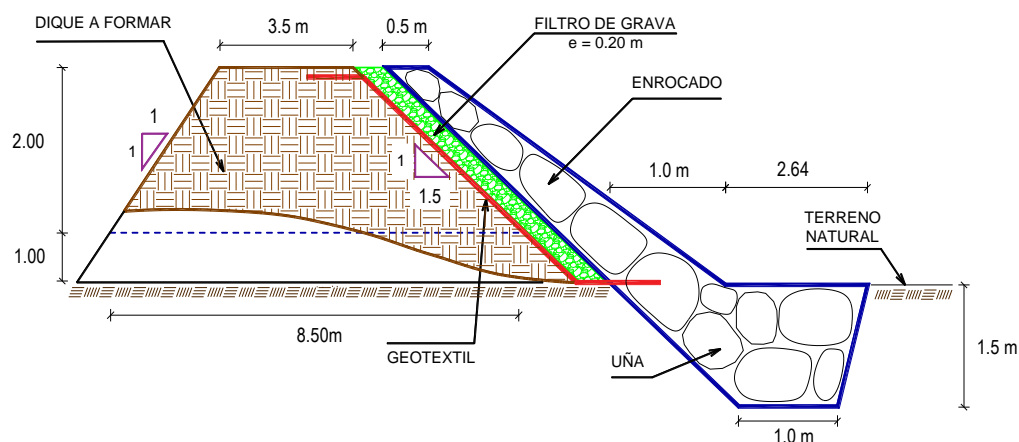 DIQUE A FORMAR
3.5 m
0.5 m
FILTRO DE GRAVA
e = 0.20 m
ENROCADO
2.00
1
1
1
1.5
1.0 m
2.64
TERRENO
NATURAL
1.00
8.50m
GEOTEXTIL
UÑA
1.5 m
1.0 m